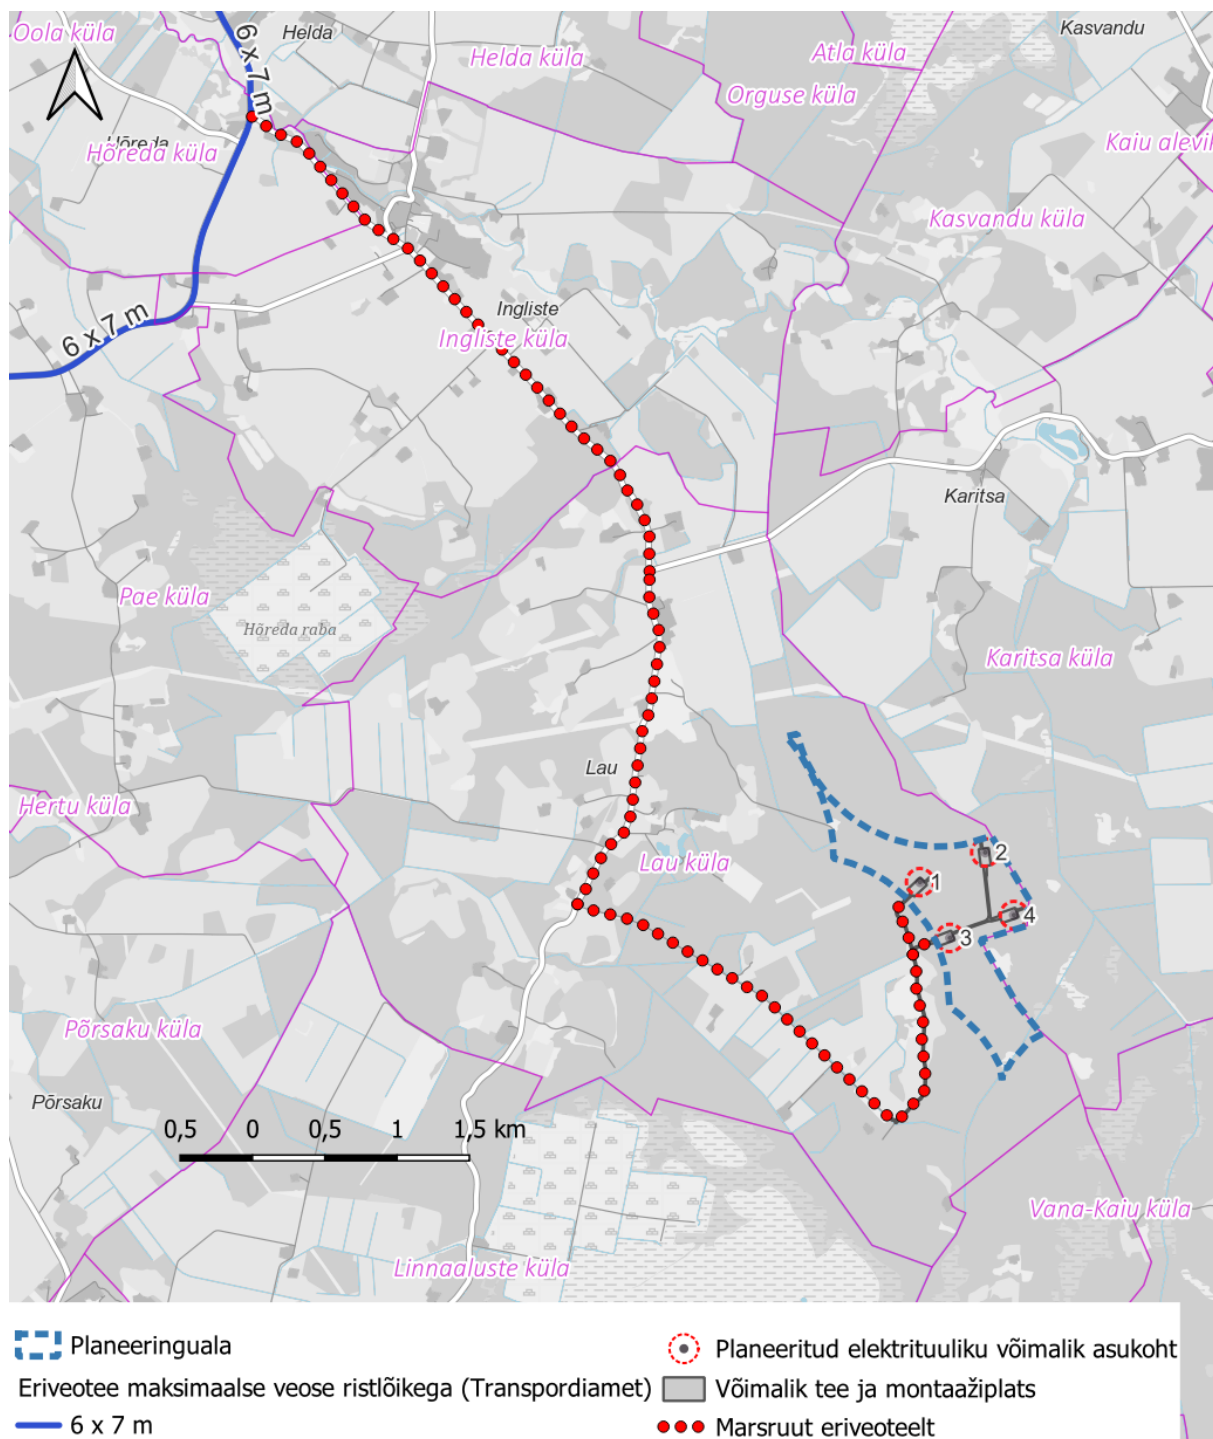 Oola küla
Helda
Kasvandu
6 x 7 m
Helda küla
Atla küla
Orguse küla
Hõreda
Hõreda küla
Kaiu alevik
Kasvandu küla
Ingliste
6 x 7 m
Ingliste küla
Karitsa
Pae küla
Hõreda raba
Karitsa küla
Lau
Hertu küla
Lau küla
2
1
4
3
Põrsaku küla
Põrsaku
0,5 0 0,5 1 1,5 km
Vana-Kaiu küla
Linnaaluste küla
Planeeringuala
Eriveotee maksimaalse veose ristlõikega (Transpordiamet)
6 x 7 m
Planeeritud elektrituuliku võimalik asukoht
Võimalik tee ja montaažiplats
Marsruut eriveoteelt